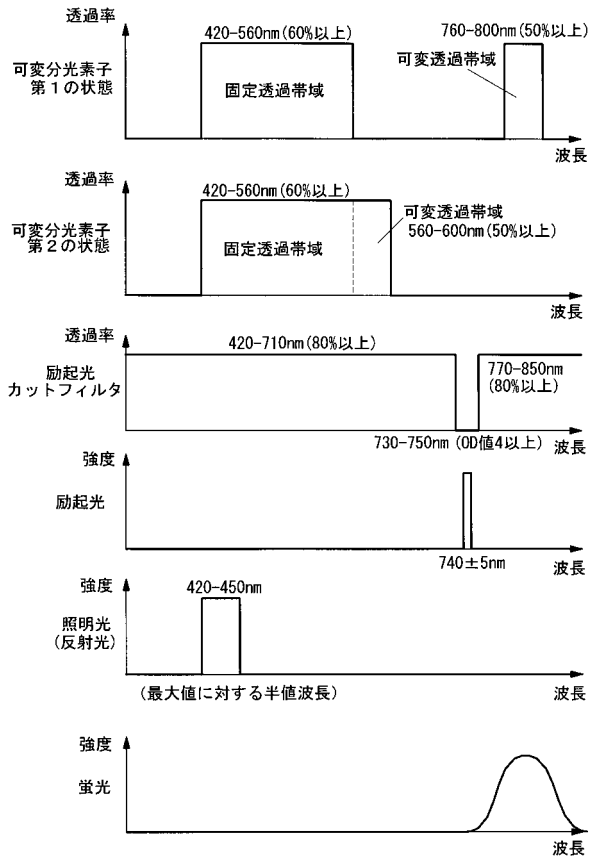 透過率
420-560nm(60%以上)
760-800nm(50%以上)
可変分光素子
第1の状態
固定透過帯域
可変透過帯域
波長
透過率
420-560nm(60%以上)
可変分光素子
第2の状態
固定透過帯域
可変透過帯域
560-600nm(50%以上)
波長
透過率
420-710nm(80%以上)
励起光
カットフィルタ
770-850nm
(80%以上)
730-750nm(OD値4以上)
波長
強度
励起光
740±5nm
波長
強度
420-450nm
照明光
(反射光)
(最大値に対する半値波長)
波長
強度
蛍光
波長